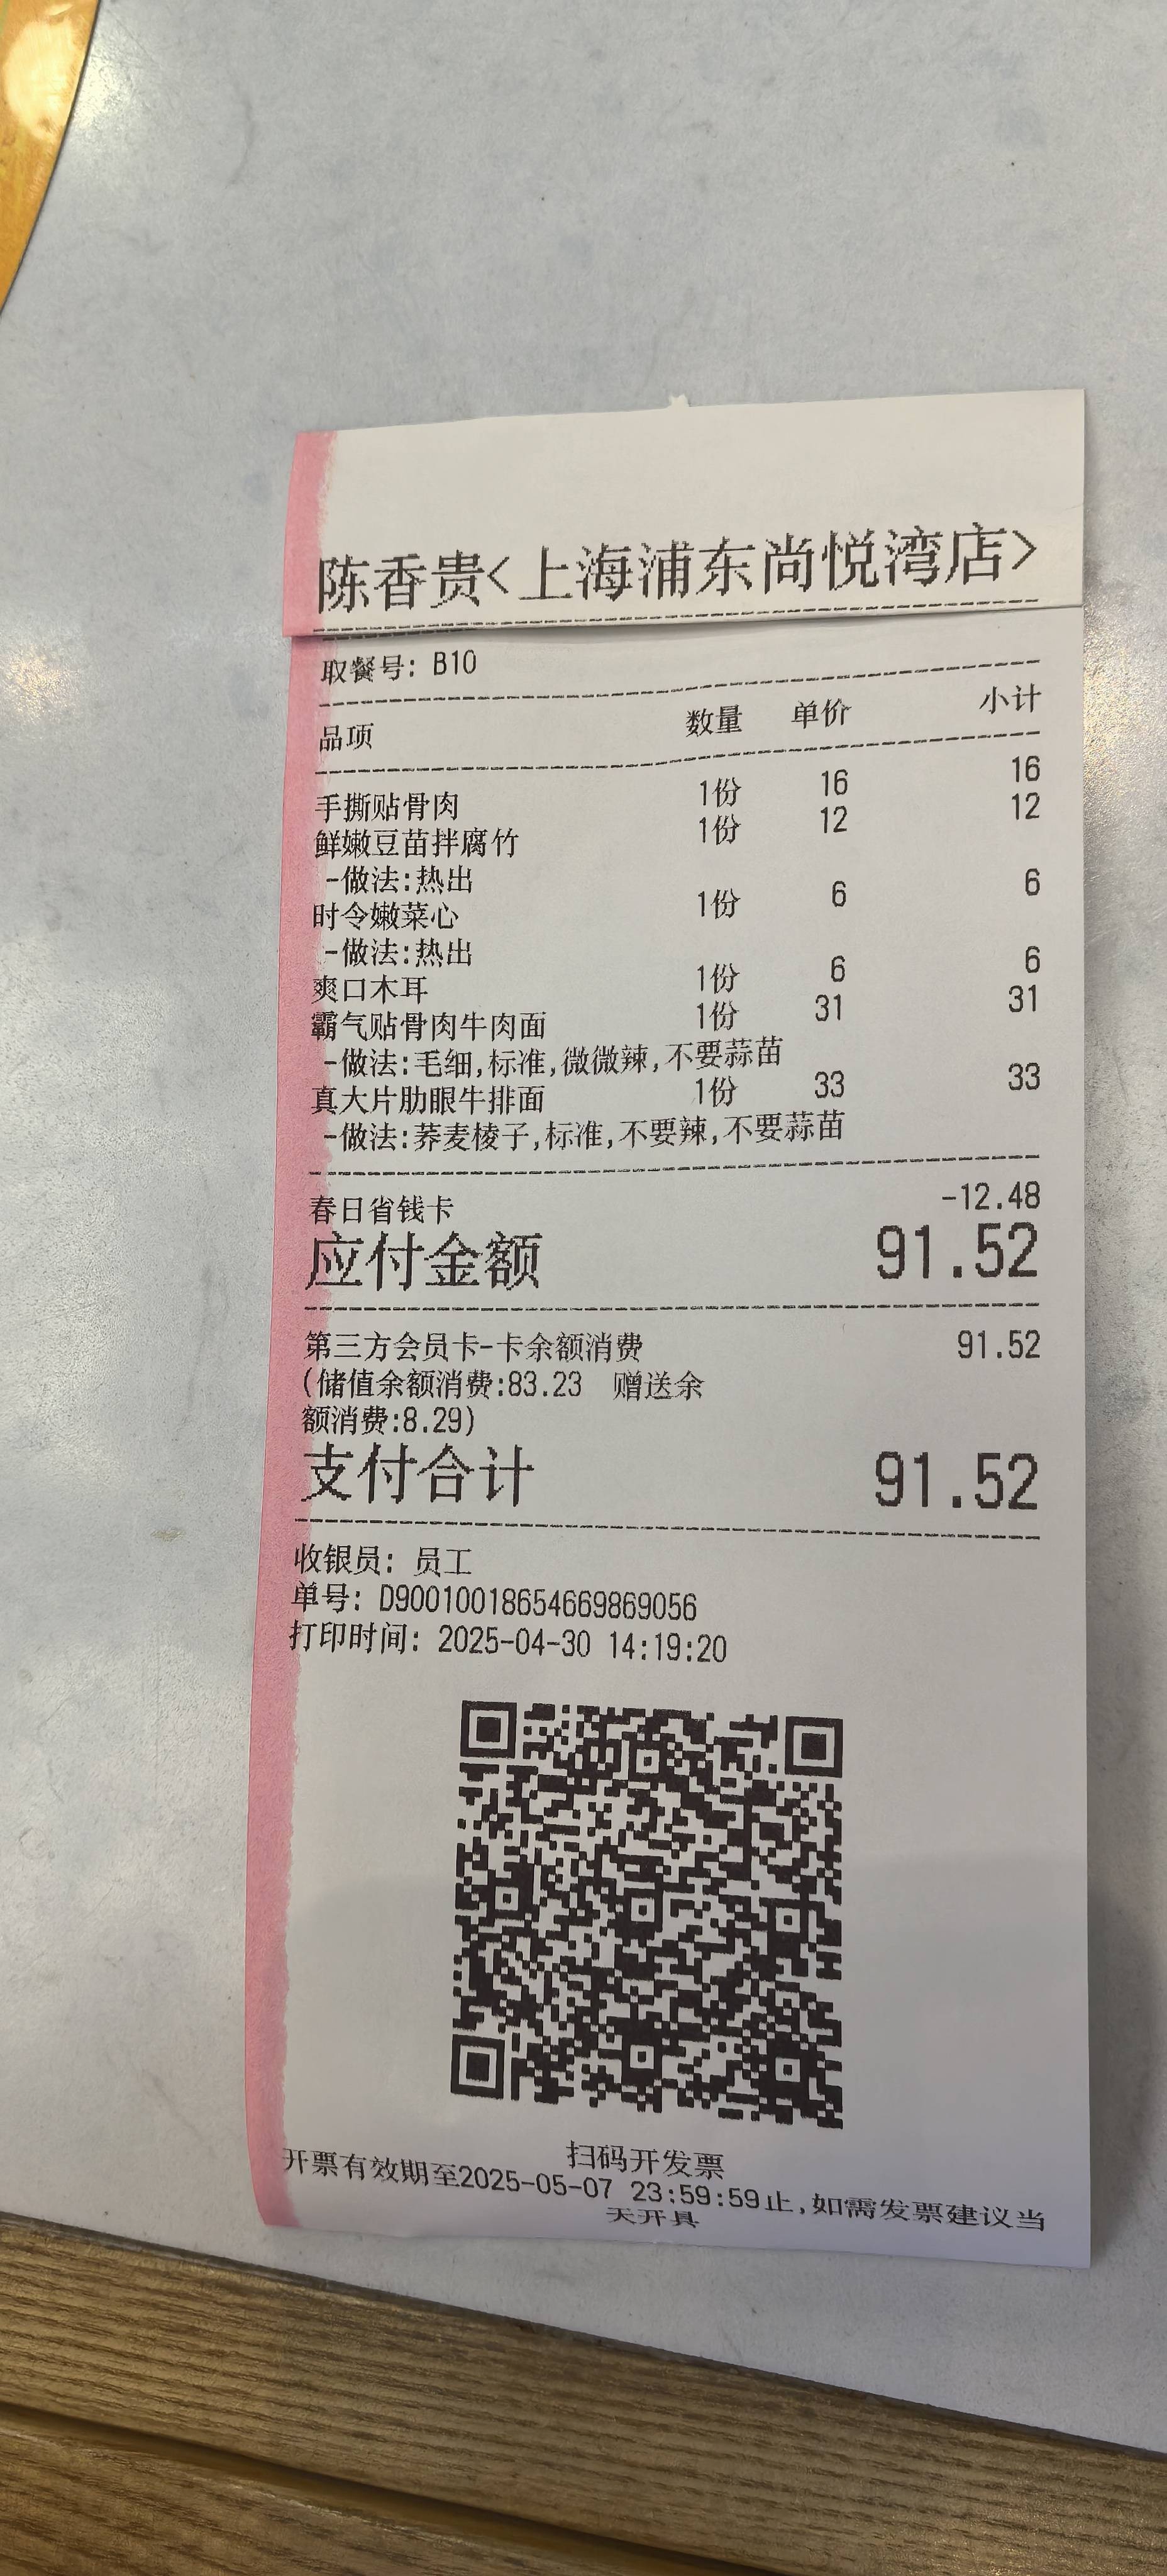 陈香贵<上海浦东尚悦湾店>
取餐号: B10
品项 数量 单价 小计
手撕贴骨肉 1份 16 16
鲜嫩豆苗拌腐竹 1份 12 12
-做法:热出
时令嫩菜心 1份 6 6
-做法:热出
爽口木耳 1份 6 6
霸气贴骨肉牛肉面 1份 31 31
-做法:毛细,标准,微微辣,不要蒜苗
真大片肋眼牛排面 1份 33 33
-做法:荞麦棱子,标准,不要辣,不要蒜苗
春日省钱卡 -12.48
应付金额 91.52
第三方会员卡-卡余额消费 91.52
(储值余额消费:83.23 赠送余
额消费:8.29)
支付合计 91.52
收银员: 员工
单号: D90010018654669869056
打印时间: 2025-04-30 14:19:20
扫码开发票
开票有效期至2025-05-07 23:59:59止,如需发票建议当
天开具